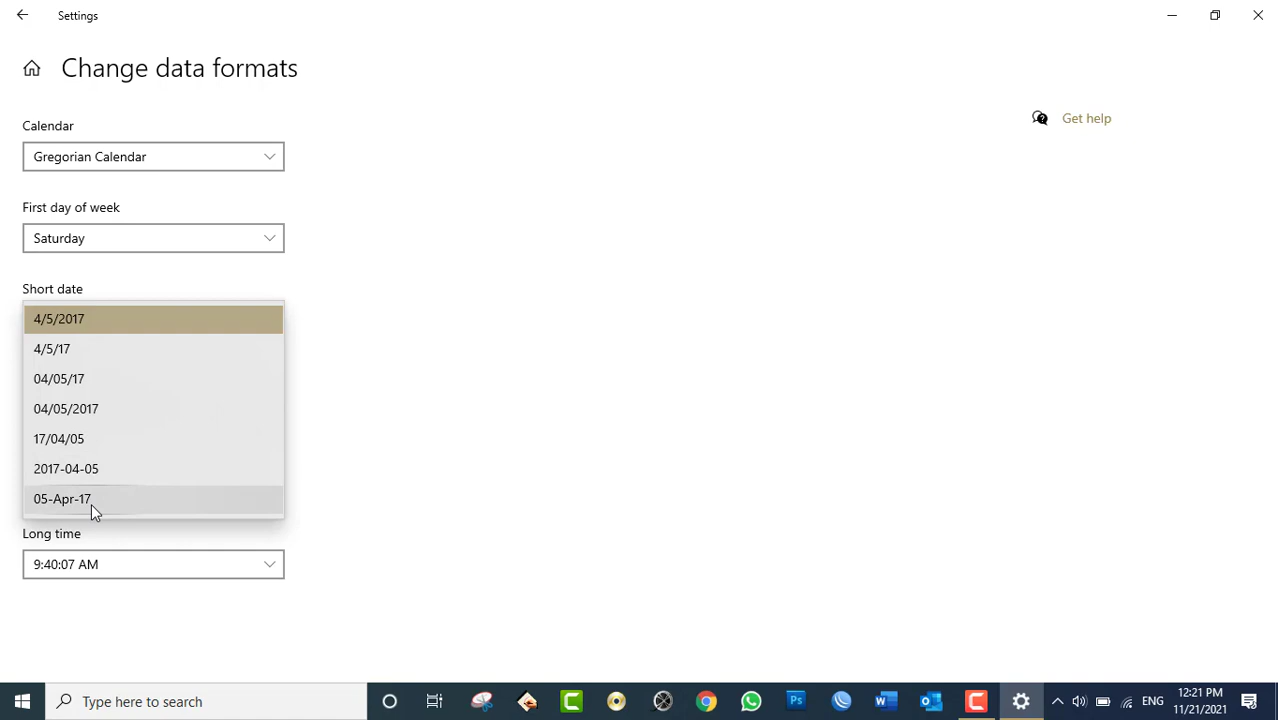 Settings
Change data formats
Get help
Calendar
Gregorian Calendar
First day of week
Saturday
Short date
4/5/2017
4/5/17
04/05/17
04/05/2017
17/04/05
2017-04-05
05-Apr-17
Long time
9:40:07 AM
Type here to search
Ps
ENG
12:21 PM
11/21/2021